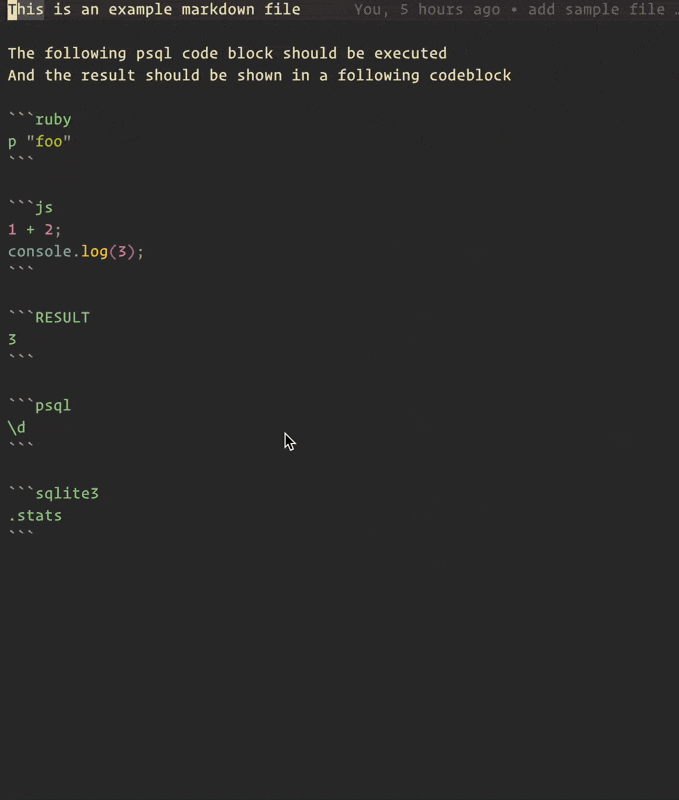 This is an example markdown file You, 5 hours ago • add sample file …
The following psql code block should be executed
And the result should be shown in a following codeblock
```ruby
p "foo"
```
```js
1 + 2;
console.log(3);
```
```RESULT
3
```
```psql
\d
```
```sqlite3
.stats
```